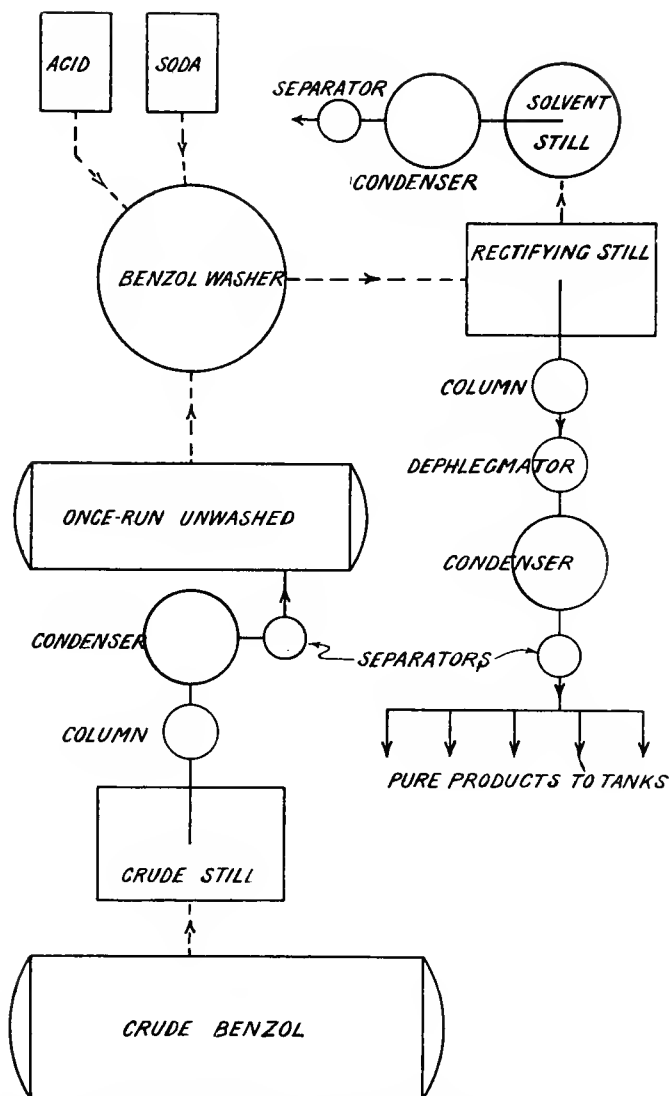 ACID
SODA
SEPARATOR
SOLVENT
STILL
CONDENSER
BENZOL WASHER
RECTIFYING STILL
COLUMN
DEPHLEGMATOR
ONCE-RUN UNWASHED
CONDENSER
CONDENSER
SEPARATORS
COLUMN
PURE PRODUCTS TO TANKS
CRUDE STILL
CRUDE BENZOL